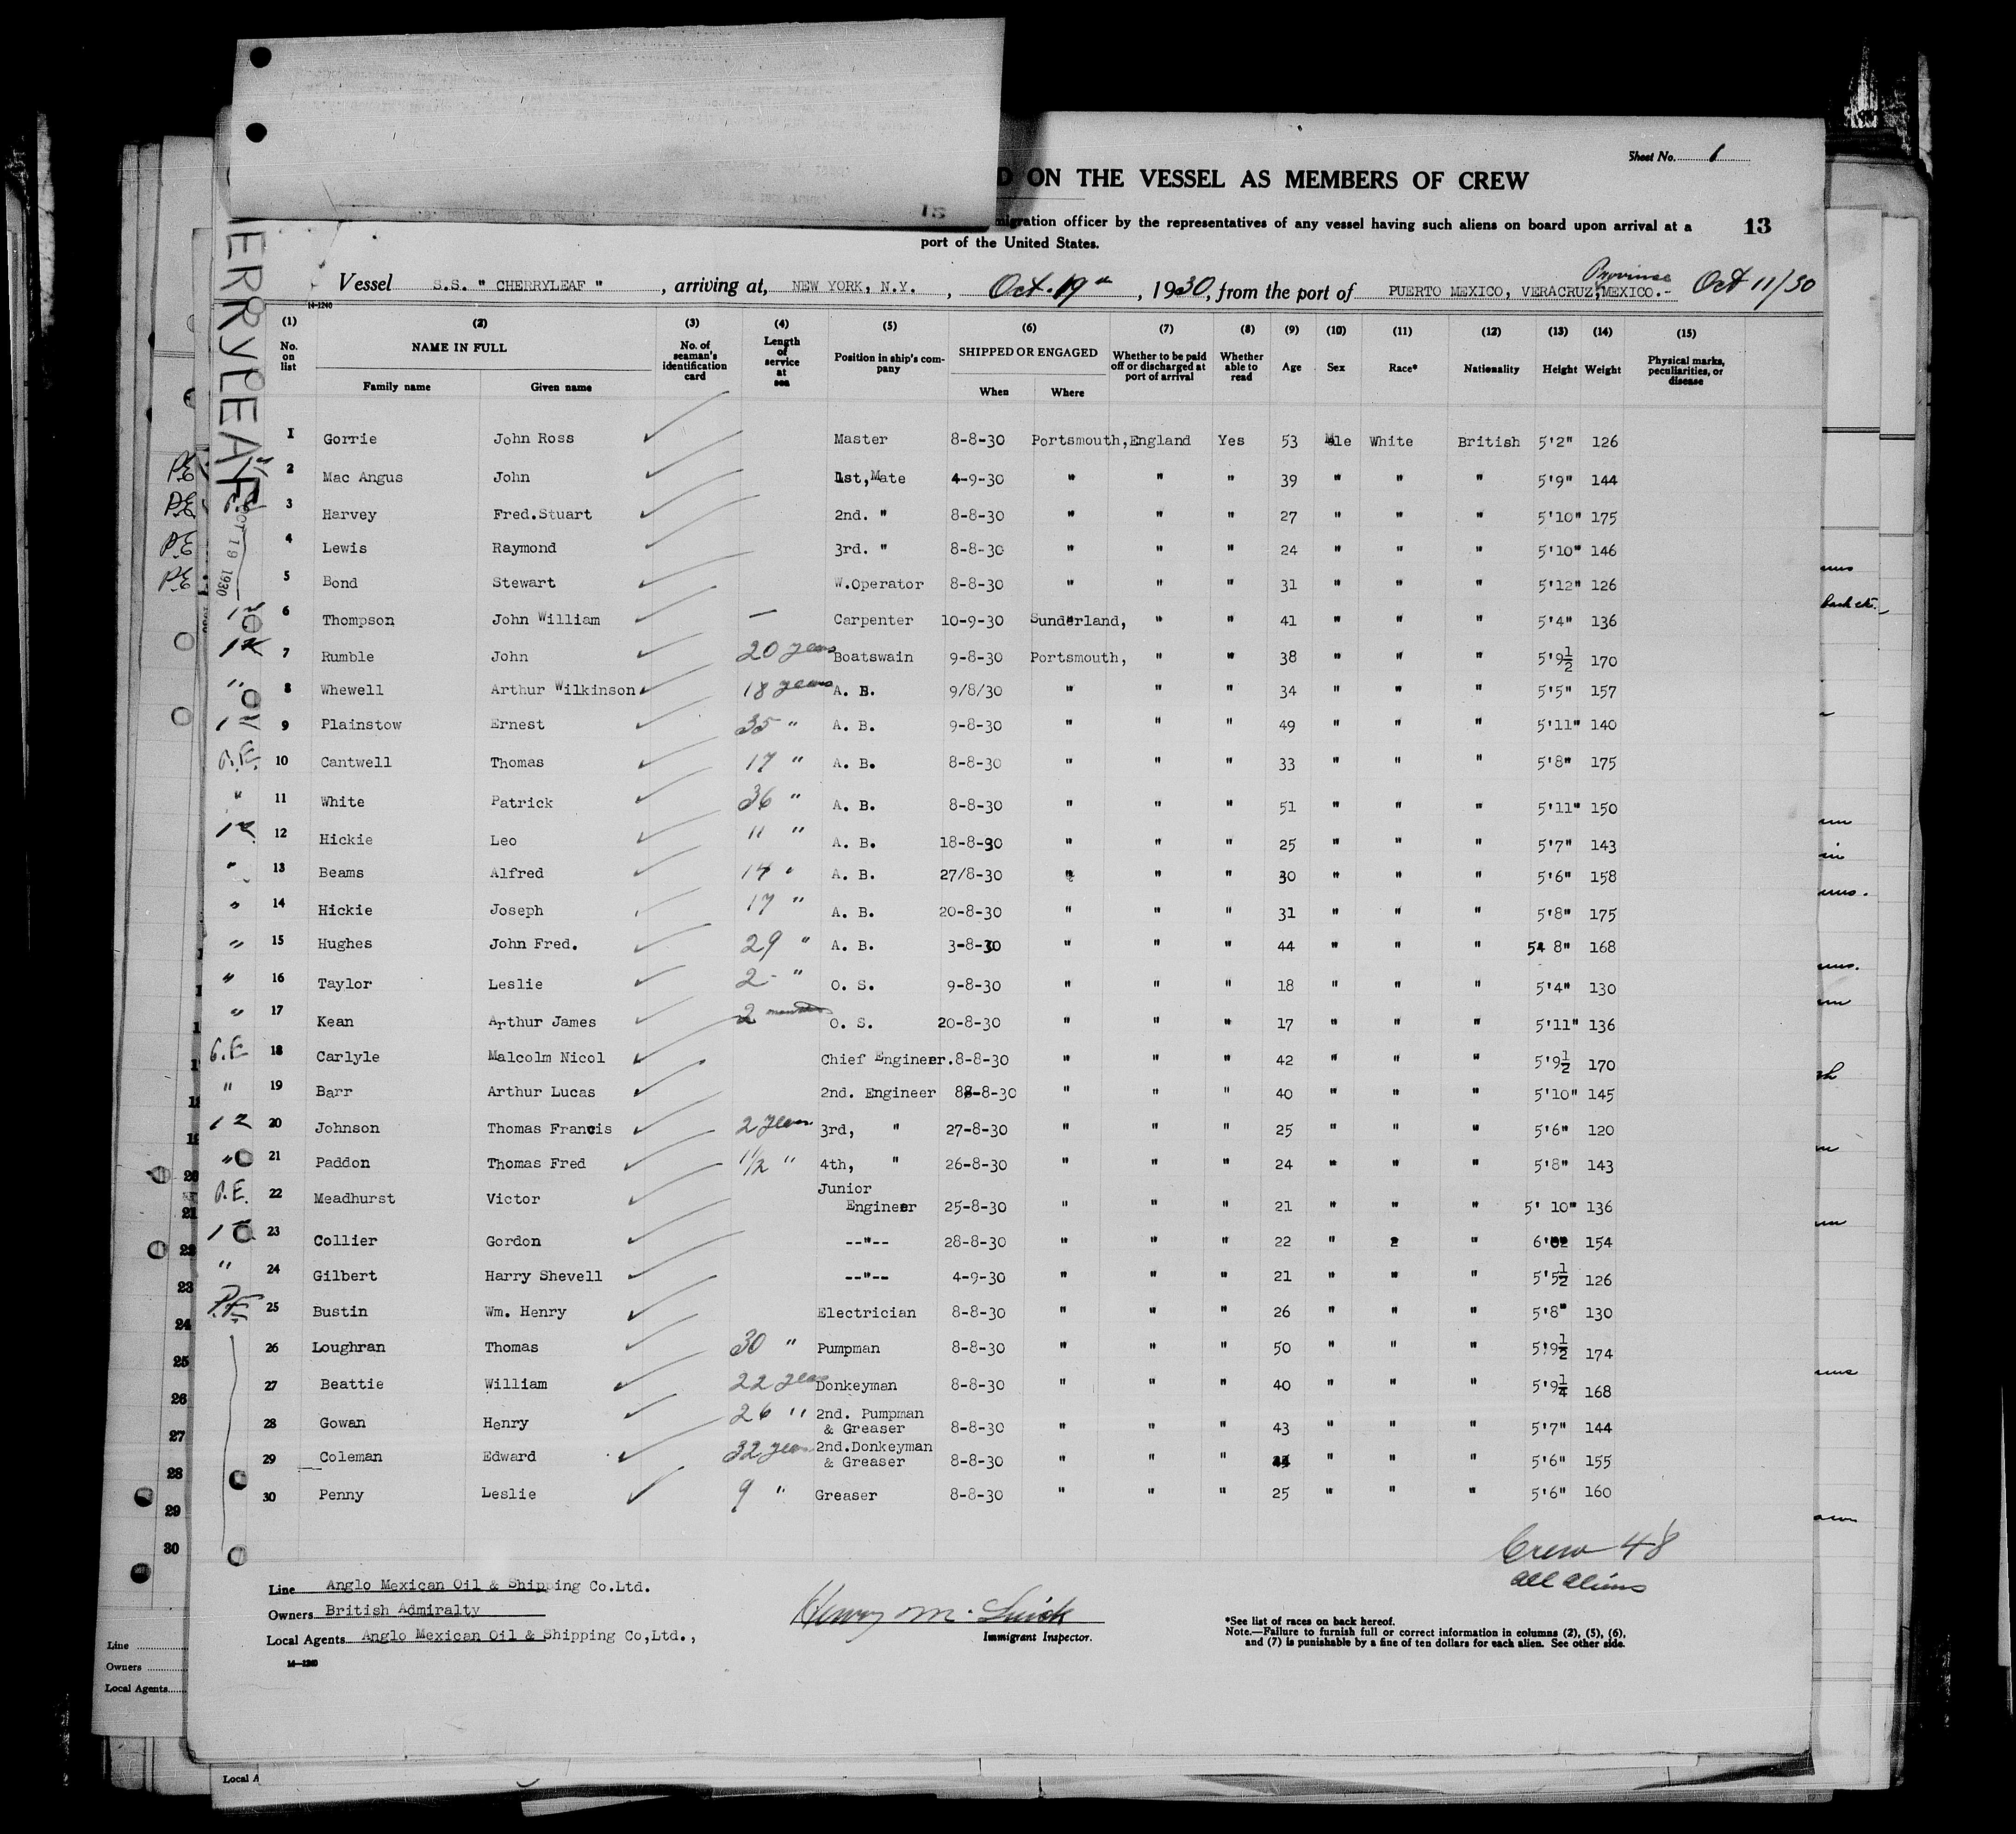 Sheet No. 1
D ON THE VESSEL AS MEMBERS OF CREW
migration officer by the representatives of any vessel having such aliens on board upon arrival at a
port of the United States.
13
Vessel S.S. " CHERRYLEAF " , arriving at, NEW YORK, N.Y. , Oct. 19th , 1930, from the port of PUERTO MEXICO, VERACRUZ, Province MEXICO. Oct 11/30
14-1240
(1) (2) (3) (4) (5) (6) (7) (8) (9) (10) (11) (12) (13) (14) (15)
No. on list NAME IN FULL No. of seaman's identification card Length of service at sea Position in ship's company SHIPPED OR ENGAGED Whether to be paid off or discharged at port of arrival Whether able to read Age Sex Race* Nationality Height Weight Physical marks, peculiarities, or disease
Family name Given name When Where
1 Gorrie John Ross Master 8-8-30 Portsmouth, England Yes 53 Male White British 5'2" 126
2 Mac Angus John 1st, Mate 4-9-30 " " " 39 " " " 5'9" 144
3 Harvey Fred.Stuart 2nd. " 8-8-30 " " " 27 " " " 5'10" 175
4 Lewis Raymond 3rd. " 8-8-30 " " " 24 " " " 5'10" 146
5 Bond Stewart W.Operator 8-8-30 " " " 31 " " " 5'12" 126
6 Thompson John William — Carpenter 10-9-30 Sunderland, " " 41 " " " 5'4" 136
7 Rumble John 20 years Boatswain 9-8-30 Portsmouth, " " 38 " " " 5'9½ 170
8 Whewell Arthur Wilkinson 18 years A. B. 9/8/30 " " " 34 " " " 5'5" 157
9 Plainstow Ernest 35 " A. B. 9-8-30 " " " 49 " " " 5'11" 140
10 Cantwell Thomas 17 " A. B. 8-8-30 " " " 33 " " " 5'8" 175
11 White Patrick 36 " A. B. 8-8-30 " " " 51 " " " 5'11" 150
12 Hickie Leo 11 " A. B. 18-8-30 " " " 25 " " " 5'7" 143
13 Beams Alfred 14 " A. B. 27/8-30 " " " 30 " " " 5'6" 158
14 Hickie Joseph 17 " A. B. 20-8-30 " " " 31 " " " 5'8" 175
15 Hughes John Fred. 29 " A. B. 3-8-30 " " " 44 " " " 5' 8" 168
16 Taylor Leslie 2 " O. S. 9-8-30 " " " 18 " " " 5'4" 130
17 Kean Arthur James 2 months O. S. 20-8-30 " " " 17 " " " 5'11" 136
18 Carlyle Malcolm Nicol Chief Engineer. 8-8-30 " " " 42 " " " 5'9½ 170
19 Barr Arthur Lucas 2nd. Engineer 8-8-30 " " " 40 " " " 5'10" 145
20 Johnson Thomas Francis 2 years 3rd, " 27-8-30 " " " 25 " " " 5'6" 120
21 Paddon Thomas Fred 1½ " 4th, " 26-8-30 " " " 24 " " " 5'8" 143
22 Meadhurst Victor Junior Engineer 25-8-30 " " " 21 " " " 5' 10" 136
23 Collier Gordon --"-- 28-8-30 " " " 22 " " " 6' 154
24 Gilbert Harry Shevell --"-- 4-9-30 " " " 21 " " " 5'5½ 126
25 Bustin Wm. Henry Electrician 8-8-30 " " " 26 " " " 5'8" 130
26 Loughran Thomas 30 " Pumpman 8-8-30 " " " 50 " " " 5'9½ 174
27 Beattie William 22 years Donkeyman 8-8-30 " " " 40 " " " 5'9¼ 168
28 Gowan Henry 26 " 2nd. Pumpman & Greaser 8-8-30 " " " 43 " " " 5'7" 144
29 Coleman Edward 32 years 2nd.Donkeyman & Greaser 8-8-30 " " " " " " 5'6" 155
30 Penny Leslie 9 " Greaser 8-8-30 " " " 25 " " " 5'6" 160
Crew 48
all aliens
Line Anglo Mexican Oil & Shipping Co.Ltd.
Owners British Admiralty
Local Agents Anglo Mexican Oil & Shipping Co,Ltd.,
14-1240
Immigrant Inspector.
*See list of races on back hereof.
Note.—Failure to furnish full or correct information in columns (2), (5), (6),
and (7) is punishable by a fine of ten dollars for each alien. See other side.
ERRYLEAF
OCT 19 1930
Line
Owners
Local Agents
Local A